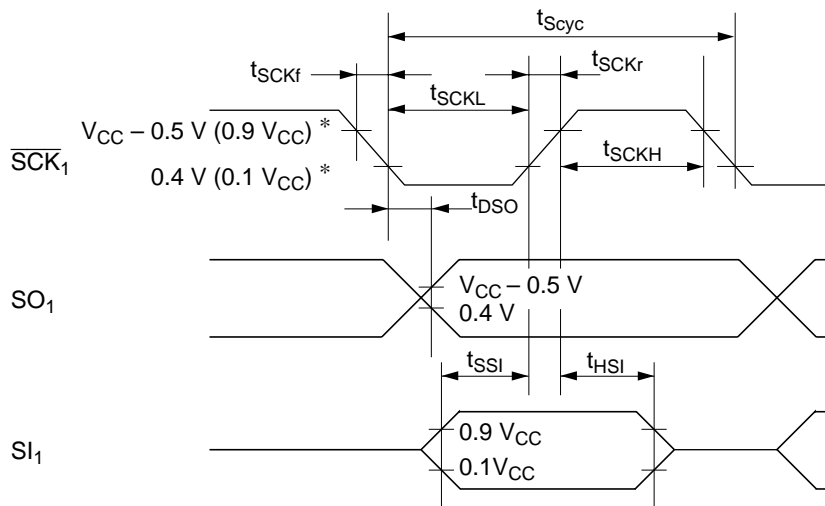 tScyc
tSCKf
tSCKr
tSCKL
VCC – 0.5 V (0.9 VCC) *
SCK1
tSCKH
0.4 V (0.1 VCC) *
tDSO
SO1
VCC – 0.5 V
0.4 V
tSSI
tHSI
0.9 VCC
SI1
0.1VCC